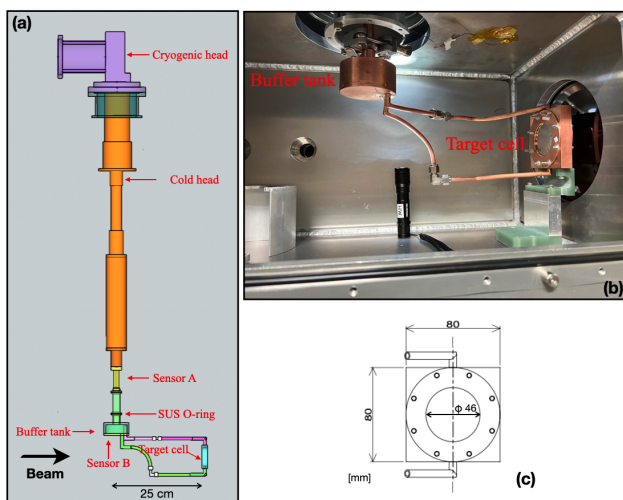 (a)
Cryogenic head
Cold head
Sensor A
SUS O-ring
Buffer tank
Sensor B
Target cell
Beam
25 cm
Buffer tank
Target cell
(b)
80
80
ϕ 46
[mm]
(c)